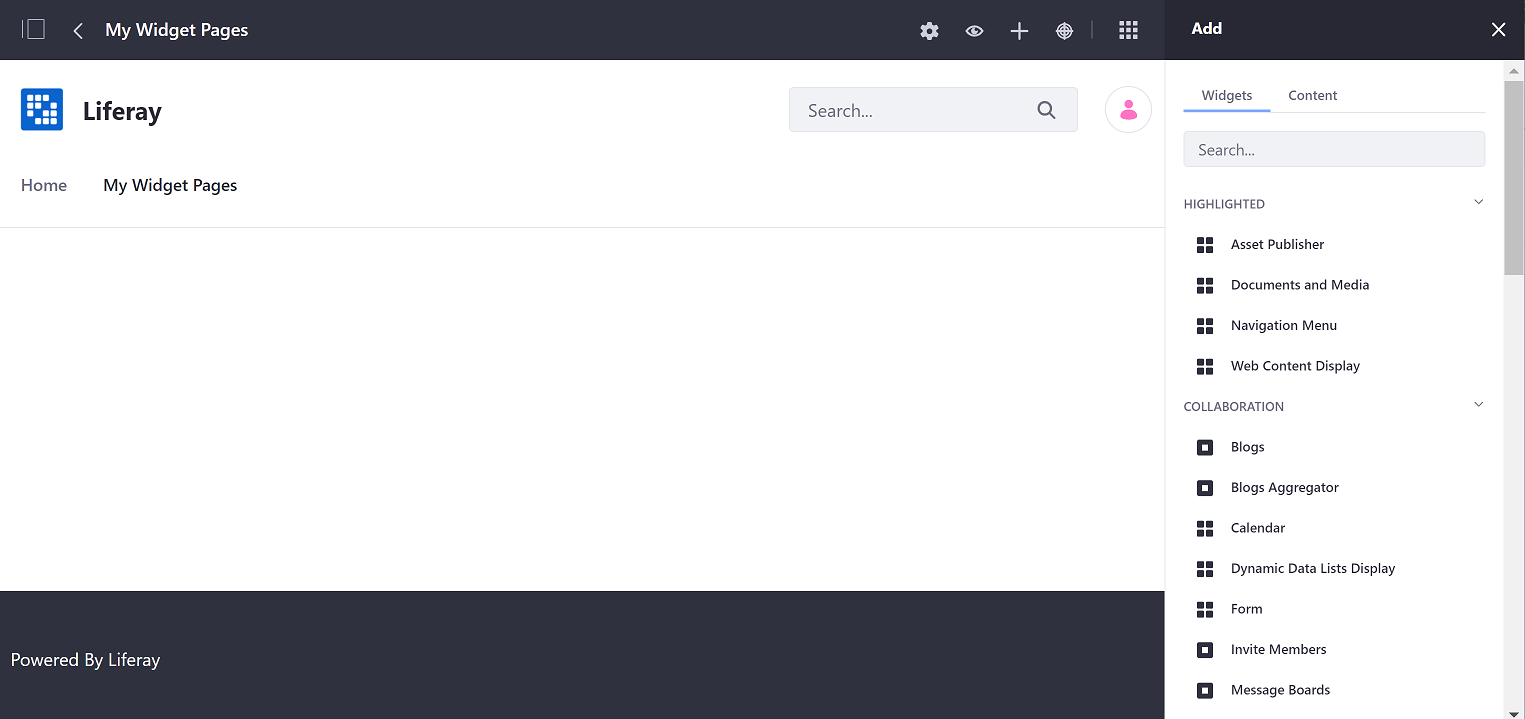 My Widget Pages
Add
Liferay
Search...
Home
My Widget Pages
Powered By Liferay
Widgets
Content
Search...
HIGHLIGHTED
Asset Publisher
Documents and Media
Navigation Menu
Web Content Display
COLLABORATION
Blogs
Blogs Aggregator
Calendar
Dynamic Data Lists Display
Form
Invite Members
Message Boards